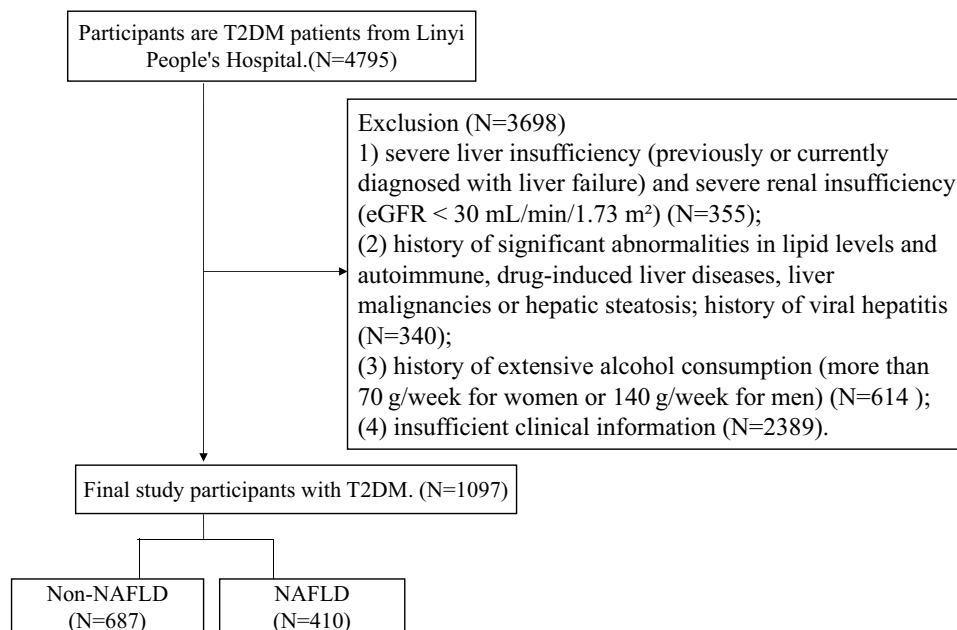 Participants are T2DM patients from Linyi
People's Hospital.(N=4795)
Exclusion (N=3698)
1) severe liver insufficiency (previously or currently
diagnosed with liver failure) and severe renal insufficiency
(eGFR < 30 mL/min/1.73 m²) (N=355);
(2) history of significant abnormalities in lipid levels and
autoimmune, drug-induced liver diseases, liver
malignancies or hepatic steatosis; history of viral hepatitis
(N=340);
(3) history of extensive alcohol consumption (more than
70 g/week for women or 140 g/week for men) (N=614 );
(4) insufficient clinical information (N=2389).
Final study participants with T2DM. (N=1097)
Non-NAFLD
(N=687)
NAFLD
(N=410)